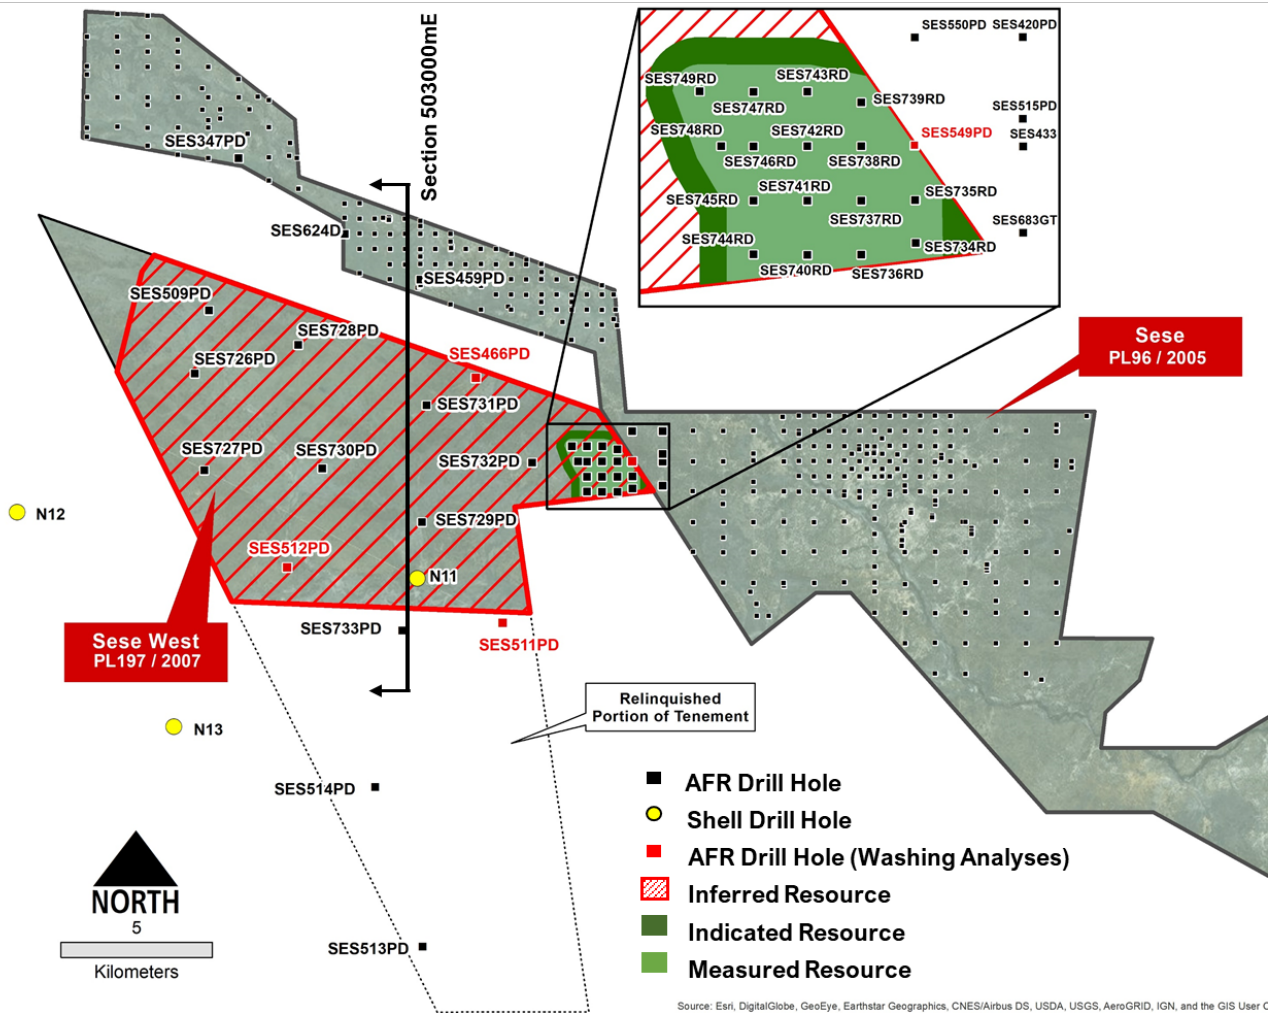 SES550PD
SES420PD
SES743RD
SES749RD
SES739RD
SES747RD
SES515PD
SES748RD
SES742RD
SES549PD
SES433
SES746RD
SES738RD
SES741RD
SES735RD
SES745RD
SES737RD
SES683GT
SES744RD
SES734RD
SES740RD
SES736RD
Section 503000mE
SES347PD
SES624D
SES459PD
SES509PD
SES728PD
SES726PD
SES466PD
SES731PD
SES727PD
SES730PD
SES732PD
SES729PD
SES512PD
N12
N11
SES733PD
SES511PD
Sese
PL96 / 2005
Sese West
PL197 / 2007
N13
Relinquished
Portion of Tenement
SES514PD
SES513PD
NORTH
5
Kilometers
AFR Drill Hole
Shell Drill Hole
AFR Drill Hole (Washing Analyses)
Inferred Resource
Indicated Resource
Measured Resource
Source: Esri, DigitalGlobe, GeoEye, Earthstar Geographics, CNES/Airbus DS, USDA, USGS, AeroGRID, IGN, and the GIS User C